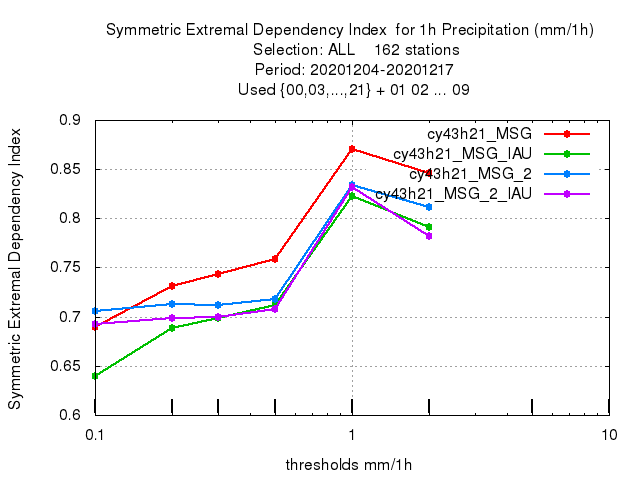 Symmetric Extremal Dependency Index  for 1h Precipitation (mm/1h)
Selection: ALL    162 stations
Period: 20201204-20201217
Used {00,03,...,21} + 01 02 ... 09
Symmetric Extremal Dependency Index
0.9
0.85
0.8
0.75
0.7
0.65
0.6
cy43h21_MSG
cy43h21_MSG_IAU
cy43h21_MSG_2
cy43h21_MSG_2_IAU
0.1
1
10
thresholds mm/1h